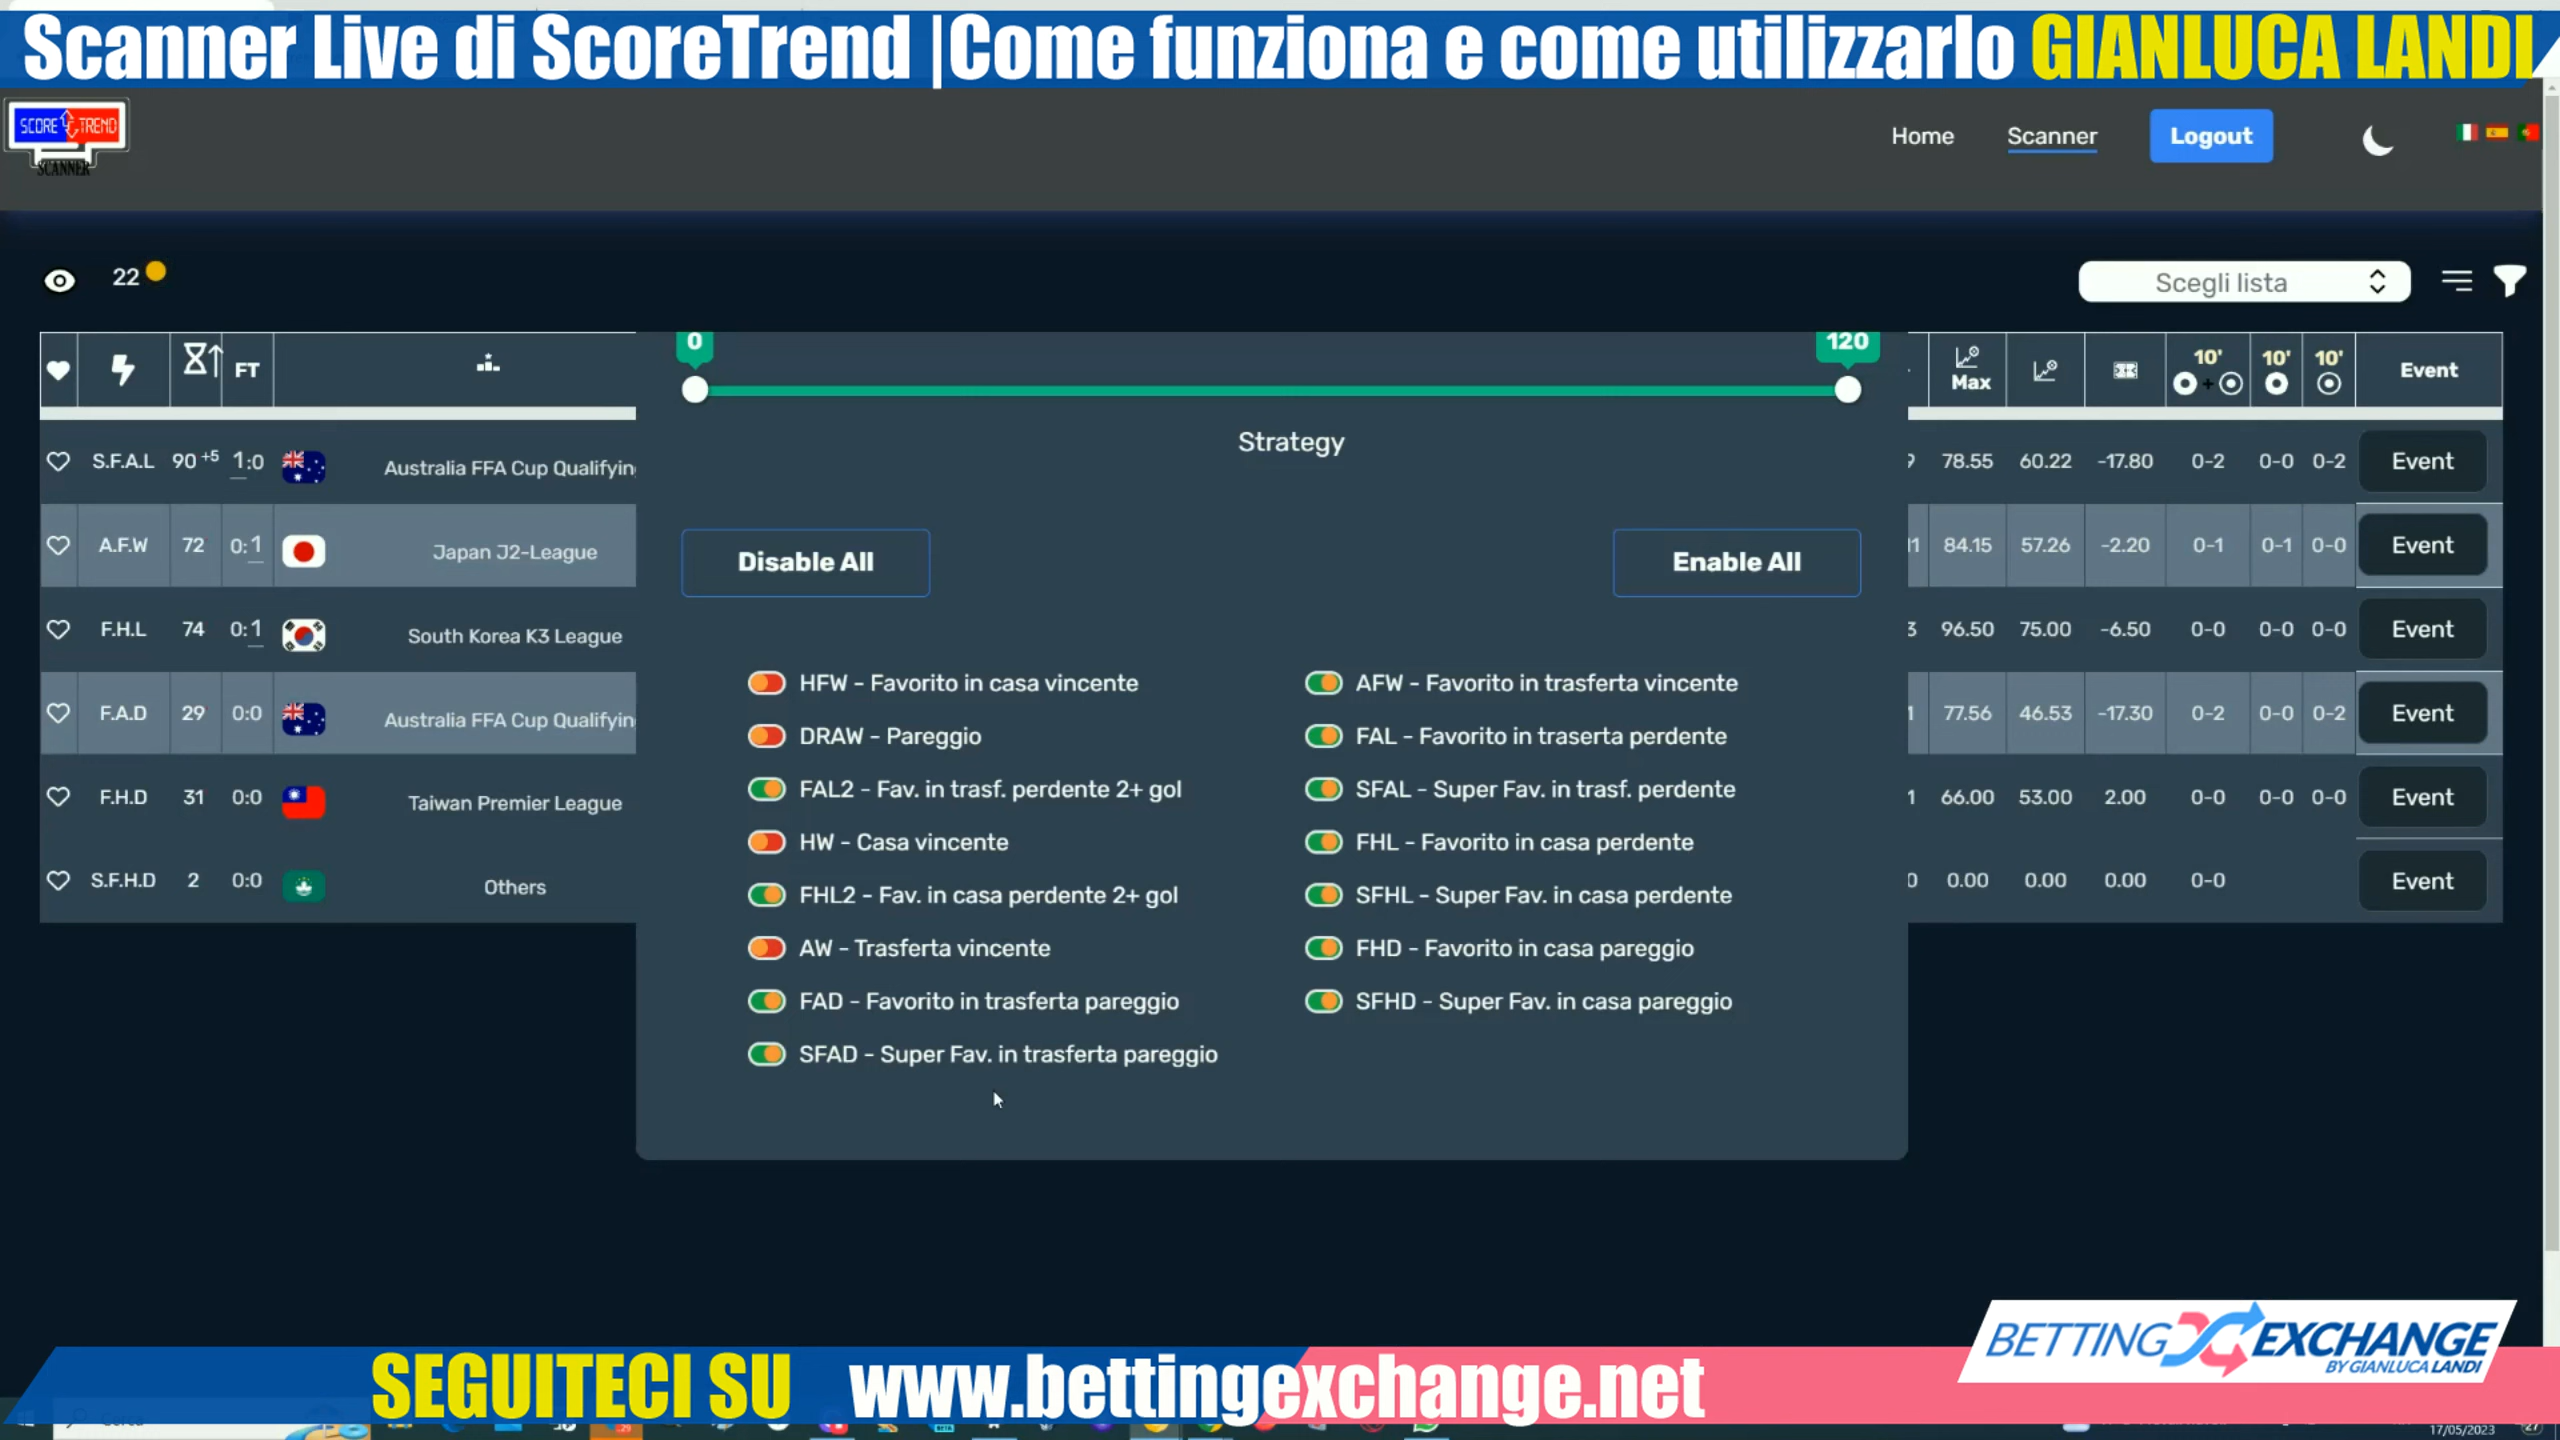 Scanner Live di ScoreTrend |Come funziona e come utilizzarlo GIANLUCA LANDI
SCORE TREND
SCANNER
Home Scanner Logout
22 Scegli lista
0 120
FT Max 10' + 10' 10' Event
Strategy
Disable All Enable All
S.F.A.L 90 +5 1:0 Australia FFA Cup Qualifyin 78.55 60.22 -17.80 0-2 0-0 0-2 Event
A.F.W 72 0:1 Japan J2-League 84.15 57.26 -2.20 0-1 0-1 0-0 Event
F.H.L 74 0:1 South Korea K3 League 3 96.50 75.00 -6.50 0-0 0-0 0-0 Event
F.A.D 29 0:0 Australia FFA Cup Qualifyin 1 77.56 46.53 -17.30 0-2 0-0 0-2 Event
F.H.D 31 0:0 Taiwan Premier League 1 66.00 53.00 2.00 0-0 0-0 0-0 Event
S.F.H.D 2 0:0 Others 0 0.00 0.00 0.00 0-0 Event
HFW - Favorito in casa vincente AFW - Favorito in trasferta vincente
DRAW - Pareggio FAL - Favorito in traserta perdente
FAL2 - Fav. in trasf. perdente 2+ gol SFAL - Super Fav. in trasf. perdente
HW - Casa vincente FHL - Favorito in casa perdente
FHL2 - Fav. in casa perdente 2+ gol SFHL - Super Fav. in casa perdente
AW - Trasferta vincente FHD - Favorito in casa pareggio
FAD - Favorito in trasferta pareggio SFHD - Super Fav. in casa pareggio
SFAD - Super Fav. in trasferta pareggio
BETTING EXCHANGE
BY GIANLUCA LANDI
SEGUITECI SU www.bettingexchange.net
17/05/2023